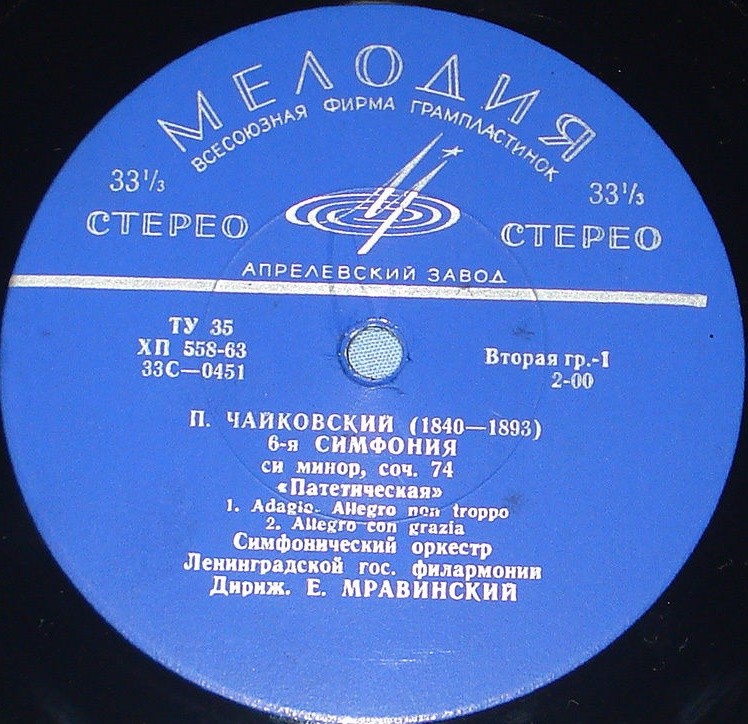 МЕЛОДИЯ
ВСЕСОЮЗНАЯ ФИРМА ГРАМПЛАСТИНОК
33⅓ 33⅓
СТЕРЕО СТЕРЕО
АПРЕЛЕВСКИЙ ЗАВОД
ТУ 35
ХП 558-63
33С—0451
Вторая гр.-1
2-00
П. ЧАЙКОВСКИЙ (1840—1893)
6-я СИМФОНИЯ
си минор, соч. 74
«Патетическая»
1. Adagio- Allegro non troppo
2. Allegro con grazia
Симфонический оркестр
Ленинградской гос. филармонии
Дириж. Е. МРАВИНСКИЙ